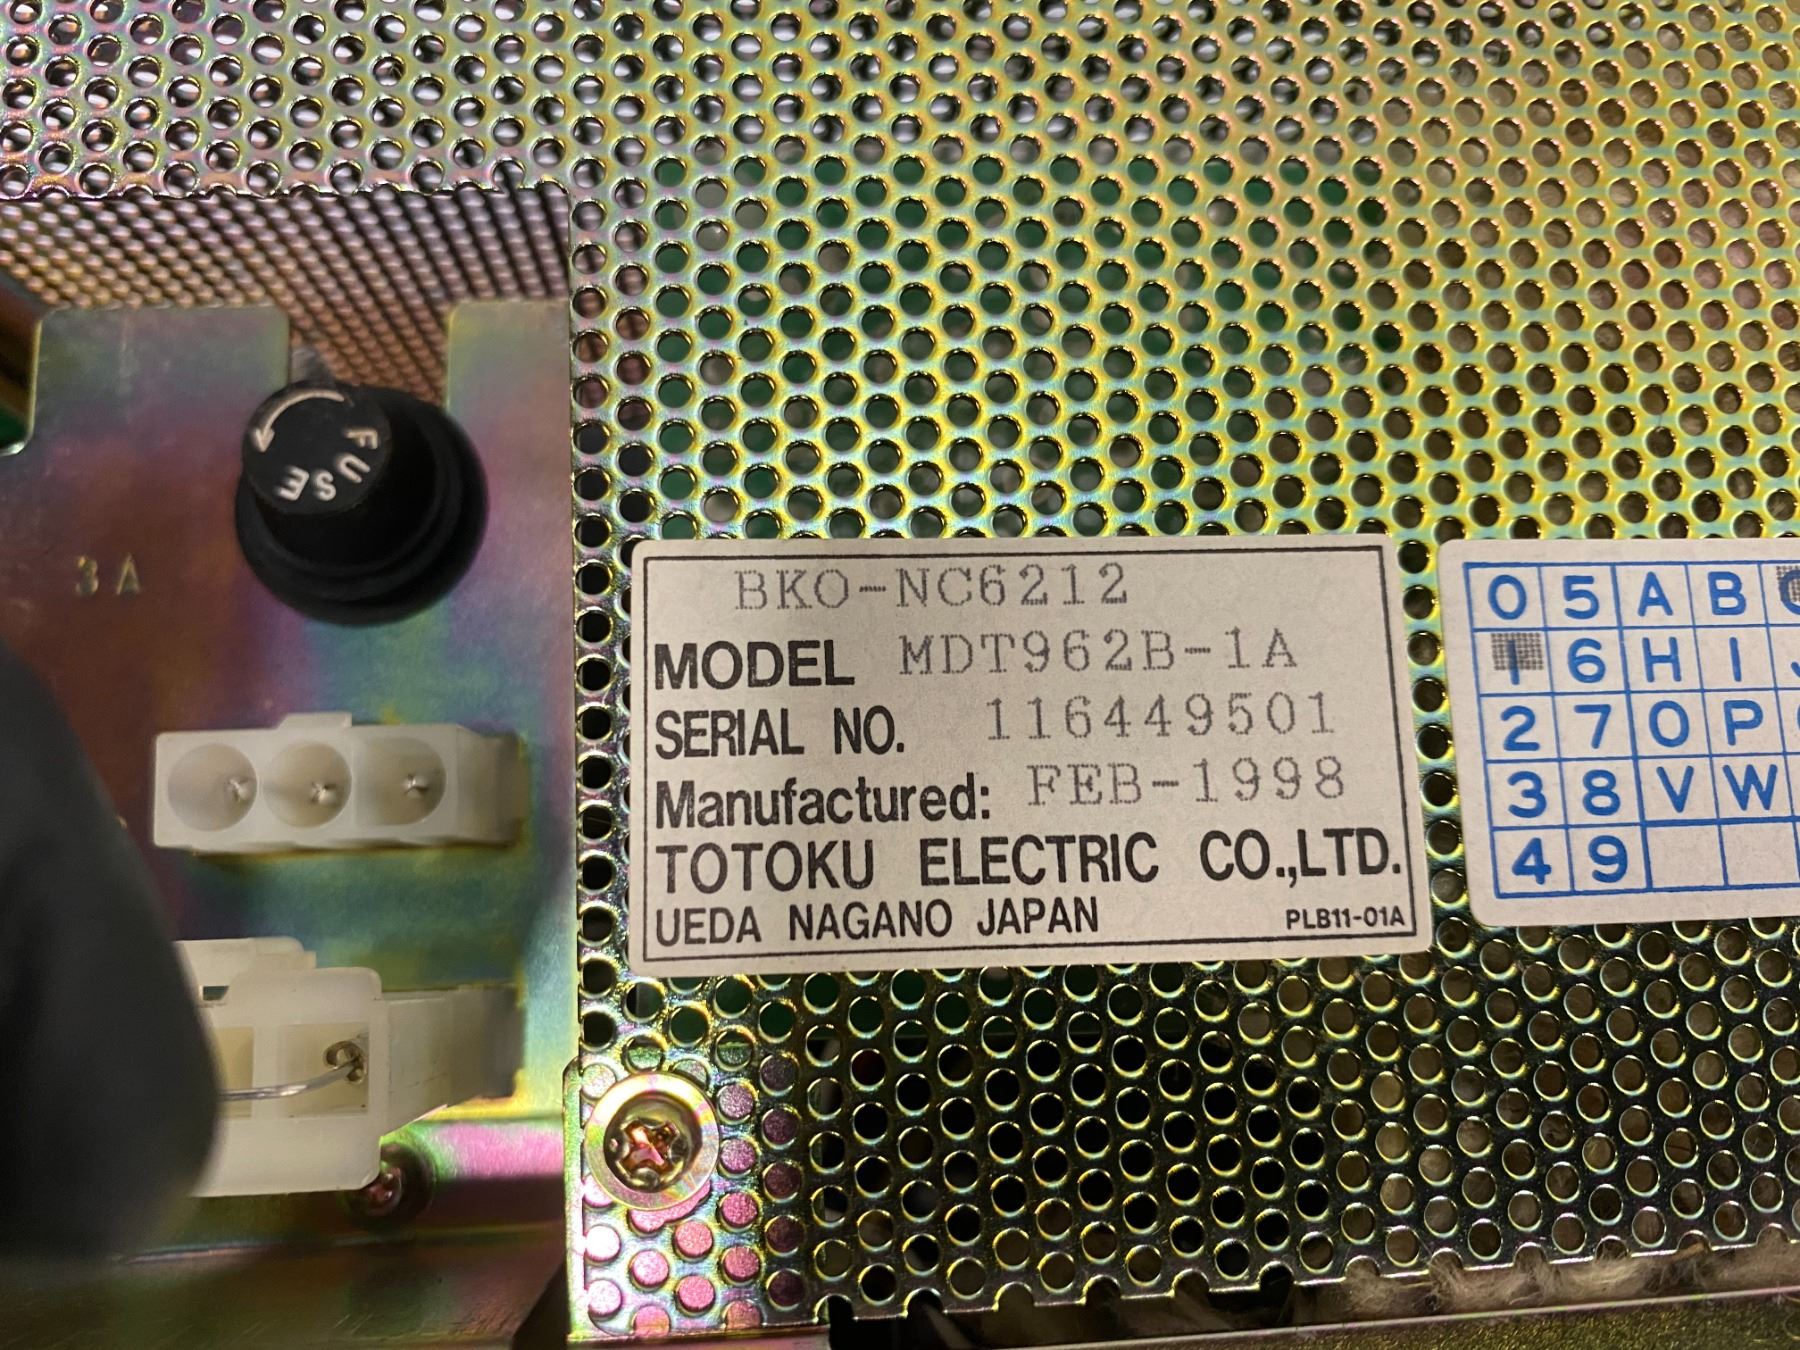 FUSE
3A
BKO-NC6212
MODEL MDT962B-1A
SERIAL NO. 116449501
Manufactured: FEB-1998
TOTOKU ELECTRIC CO.,LTD.
UEDA NAGANO JAPAN PLB11-01A
0 5 A B
1 6 H I
2 7 O P
3 8 V W
4 9